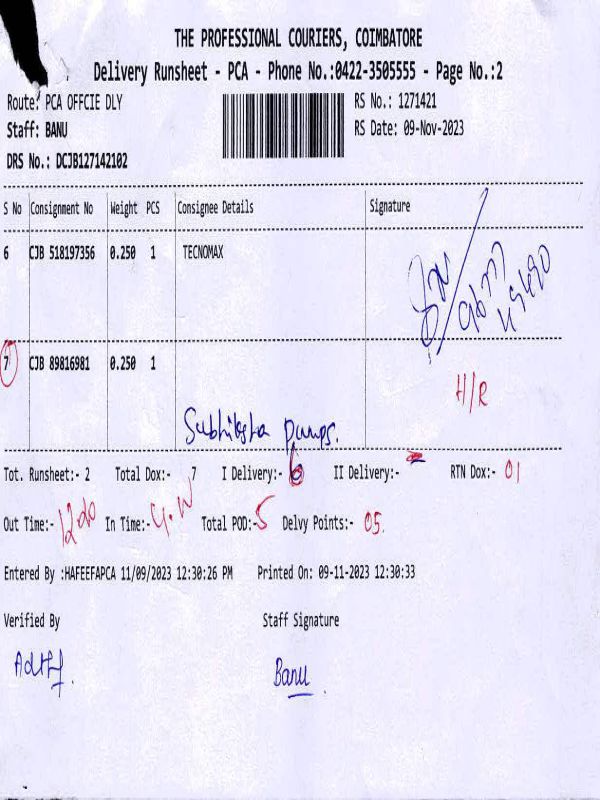 THE PROFESSIONAL COURIERS, COIMBATORE
Delivery Runsheet - PCA - Phone No.:0422-3505555 - Page No.:2
Route: PCA OFFCIE DLY RS No.: 1271421
Staff: BANU RS Date: 09-Nov-2023
DRS No.: DCJB127142102
S No Consignment No Weight PCS Consignee Details Signature
6 CJB 518197356 0.250 1 TECNOMAX
7 CJB 89816981 0.250 1
H/R
Subhiksha Pumps.
Tot. Runsheet:- 2 Total Dox:- 7 I Delivery:- 6 II Delivery:- - RTN Dox:- 01
Out Time:- In Time:- Total POD:-5 Delvy Points:- 05.
Entered By :HAFEEFAPCA 11/09/2023 12:30:26 PM Printed On: 09-11-2023 12:30:33
Verified By Staff Signature
Banu